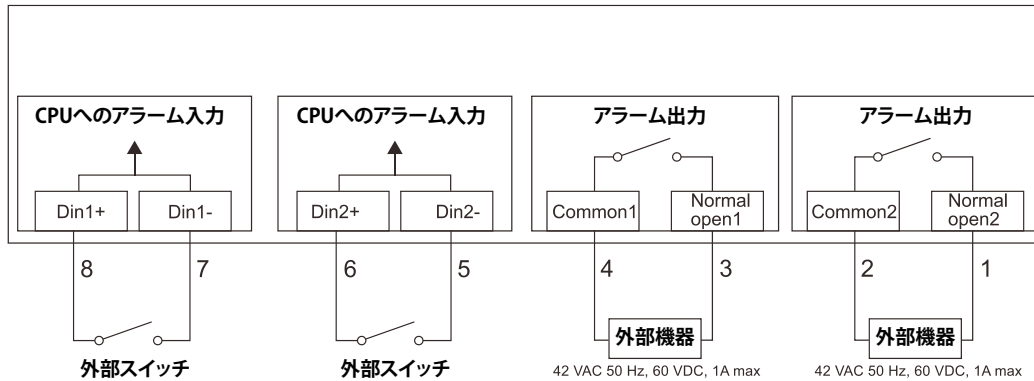 CPUへのアラーム入力
CPUへのアラーム入力
アラーム出力
アラーム出力
Din1+
Din1-
Din2+
Din2-
Common1
Normal
open1
Common2
Normal
open2
8
7
6
5
4
3
2
1
外部スイッチ
外部スイッチ
外部機器
42 VAC 50 Hz, 60 VDC, 1A max
外部機器
42 VAC 50 Hz, 60 VDC, 1A max